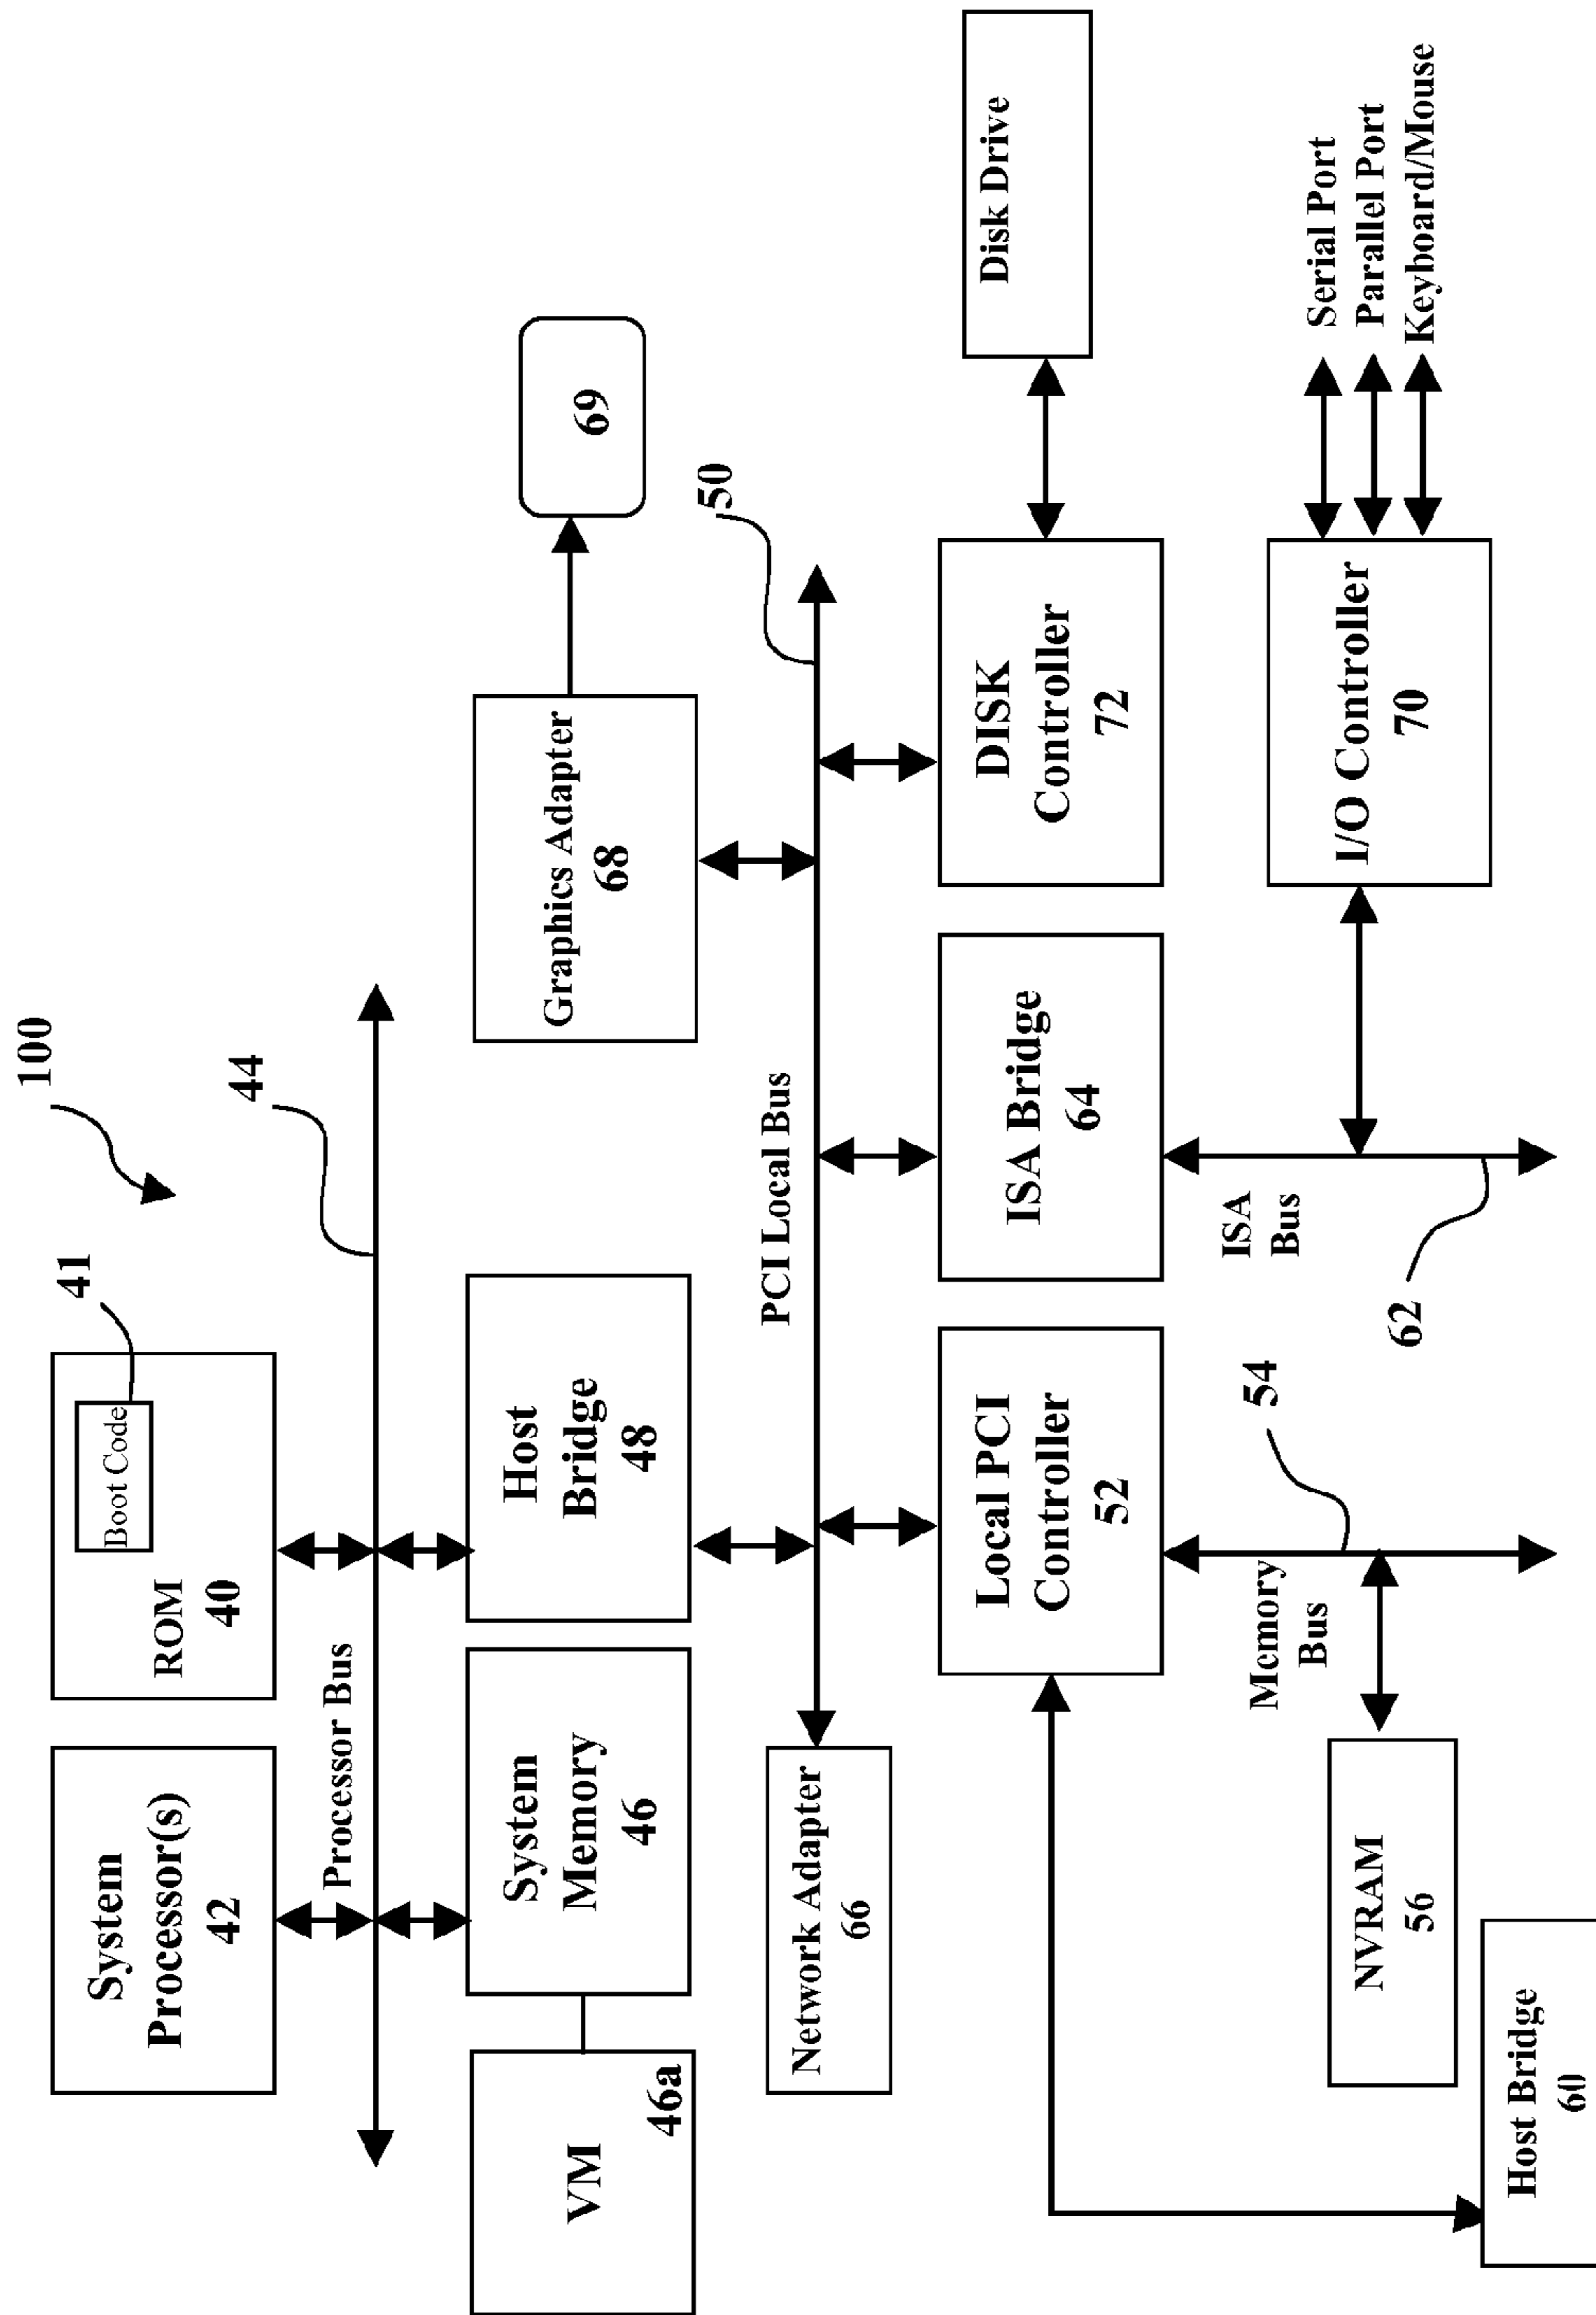 100
System
Processor(s)
42
ROM
40
Boot Code
41
Processor Bus
44
VM
46a
System
Memory
46
Host
Bridge
48
Graphics Adapter
68
69
Network Adapter
66
PCI Local Bus
50
Local PCI
Controller
52
ISA Bridge
64
DISK
Controller
72
Disk Drive
Memory
Bus
54
ISA
Bus
62
NVRAM
56
Host Bridge
60
I/O Controller
70
Serial Port
Parallel Port
Keyboard/Mouse